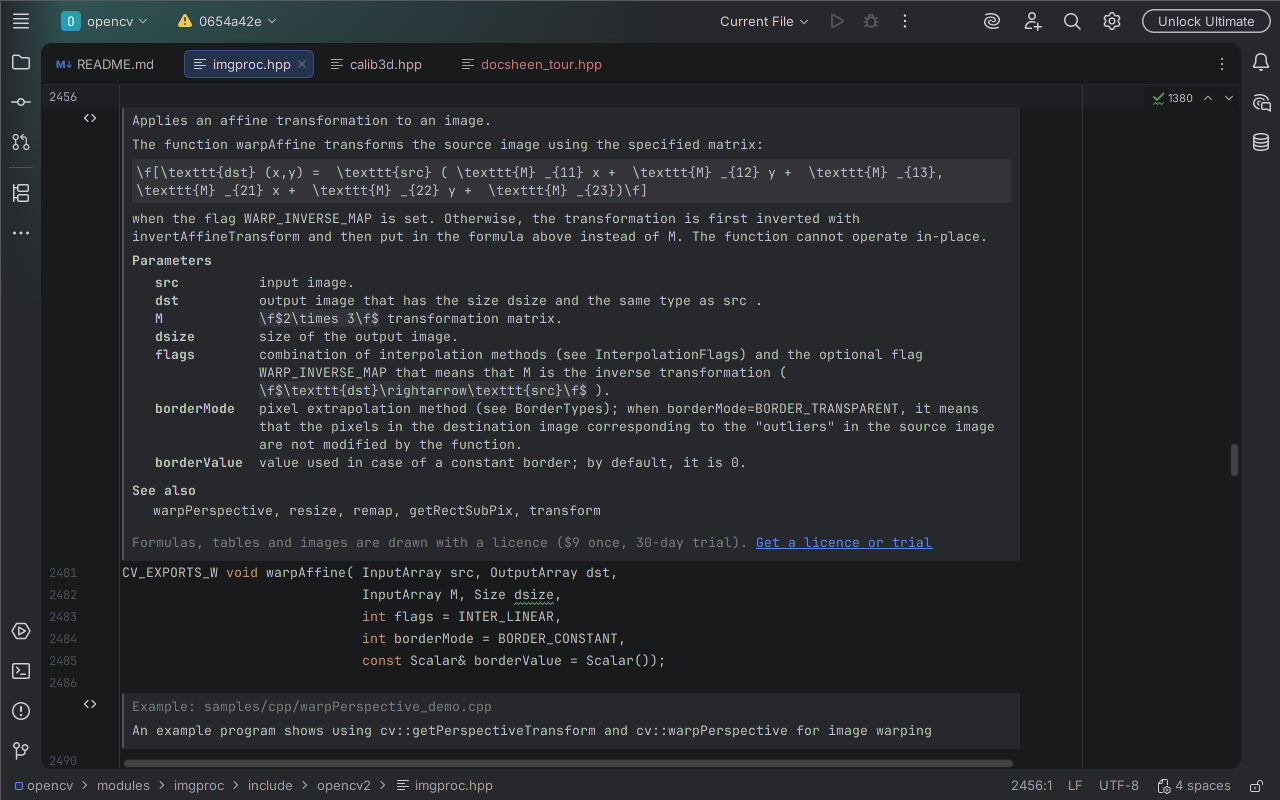 opencv
0654a42e
Current File
Unlock Ultimate
README.md
imgproc.hpp
calib3d.hpp
docsheen_tour.hpp
2456
1380
Applies an affine transformation to an image.
The function warpAffine transforms the source image using the specified matrix:
\f[\texttt{dst} (x,y) =  \texttt{src} ( \texttt{M} _{11} x +  \texttt{M} _{12} y +  \texttt{M} _{13},
\texttt{M} _{21} x +  \texttt{M} _{22} y +  \texttt{M} _{23})\f]
when the flag WARP_INVERSE_MAP is set. Otherwise, the transformation is first inverted with
invertAffineTransform and then put in the formula above instead of M. The function cannot operate in-place.
Parameters
src input image.
dst output image that has the size dsize and the same type as src .
M \f$2\times 3\f$ transformation matrix.
dsize size of the output image.
flags combination of interpolation methods (see InterpolationFlags) and the optional flag
WARP_INVERSE_MAP that means that M is the inverse transformation (
\f$\texttt{dst}\rightarrow\texttt{src}\f$ ).
borderMode pixel extrapolation method (see BorderTypes); when borderMode=BORDER_TRANSPARENT, it means
that the pixels in the destination image corresponding to the "outliers" in the source image
are not modified by the function.
borderValue value used in case of a constant border; by default, it is 0.
See also
warpPerspective, resize, remap, getRectSubPix, transform
Formulas, tables and images are drawn with a licence ($9 once, 30-day trial). Get a licence or trial
2481 CV_EXPORTS_W void warpAffine( InputArray src, OutputArray dst,
2482 InputArray M, Size dsize,
2483 int flags = INTER_LINEAR,
2484 int borderMode = BORDER_CONSTANT,
2485 const Scalar& borderValue = Scalar());
2486
Example: samples/cpp/warpPerspective_demo.cpp
An example program shows using cv::getPerspectiveTransform and cv::warpPerspective for image warping
2490
opencv > modules > imgproc > include > opencv2 > imgproc.hpp
2456:1 LF UTF-8 4 spaces